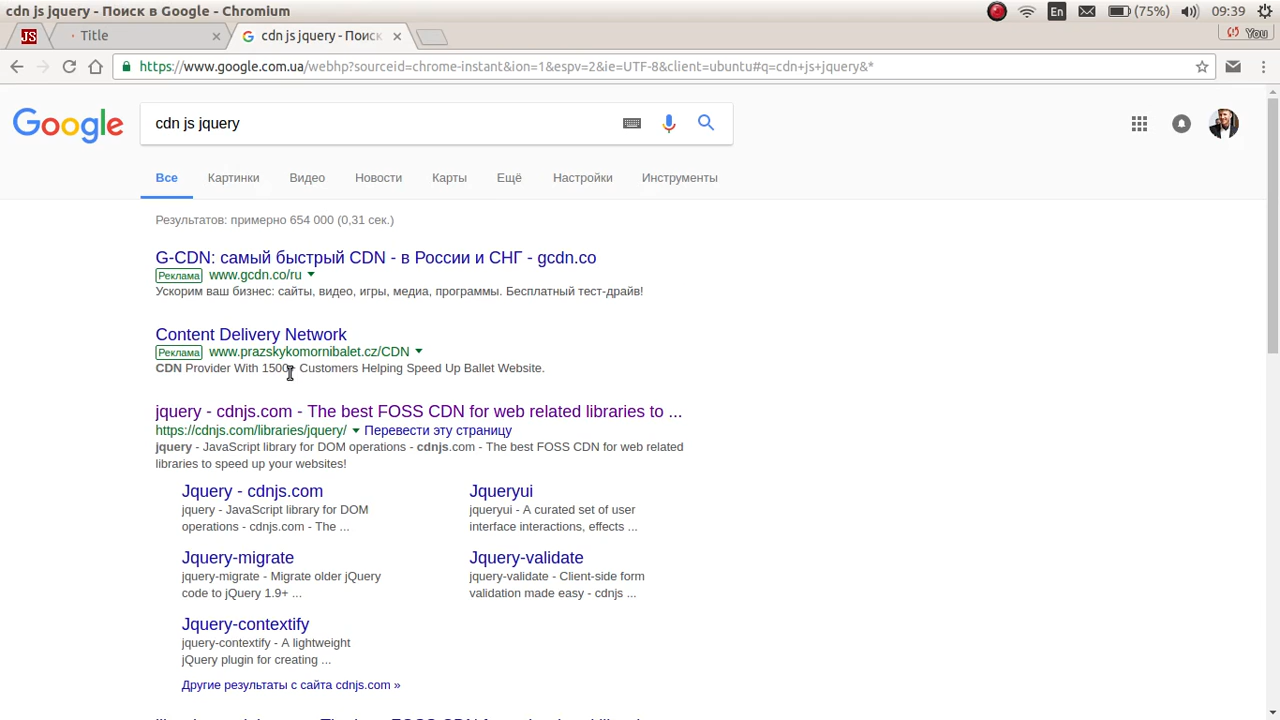 cdn js jquery - Поиск в Google - Chromium
En
(75%)
09:39
JS
Title
cdn js jquery - Поиск
You
https://www.google.com.ua/webhp?sourceid=chrome-instant&ion=1&espv=2&ie=UTF-8&client=ubuntu#q=cdn+js+jquery&*
Google
cdn js jquery
Все
Картинки
Видео
Новости
Карты
Ещё
Настройки
Инструменты
Результатов: примерно 654 000 (0,31 сек.)
G-CDN: самый быстрый CDN - в России и СНГ - gcdn.co
Реклама www.gcdn.co/ru
Ускорим ваш бизнес: сайты, видео, игры, медиа, программы. Бесплатный тест-драйв!
Content Delivery Network
Реклама www.prazskykomornibalet.cz/CDN
CDN Provider With 1500+ Customers Helping Speed Up Ballet Website.
jquery - cdnjs.com - The best FOSS CDN for web related libraries to ...
https://cdnjs.com/libraries/jquery/ Перевести эту страницу
jquery - JavaScript library for DOM operations - cdnjs.com - The best FOSS CDN for web related
libraries to speed up your websites!
Jquery - cdnjs.com
jquery - JavaScript library for DOM
operations - cdnjs.com - The ...
Jqueryui
jqueryui - A curated set of user
interface interactions, effects ...
Jquery-migrate
jquery-migrate - Migrate older jQuery
code to jQuery 1.9+ ...
Jquery-validate
jquery-validate - Client-side form
validation made easy - cdnjs ...
Jquery-contextify
jquery-contextify - A lightweight
jQuery plugin for creating ...
Другие результаты с сайта cdnjs.com »